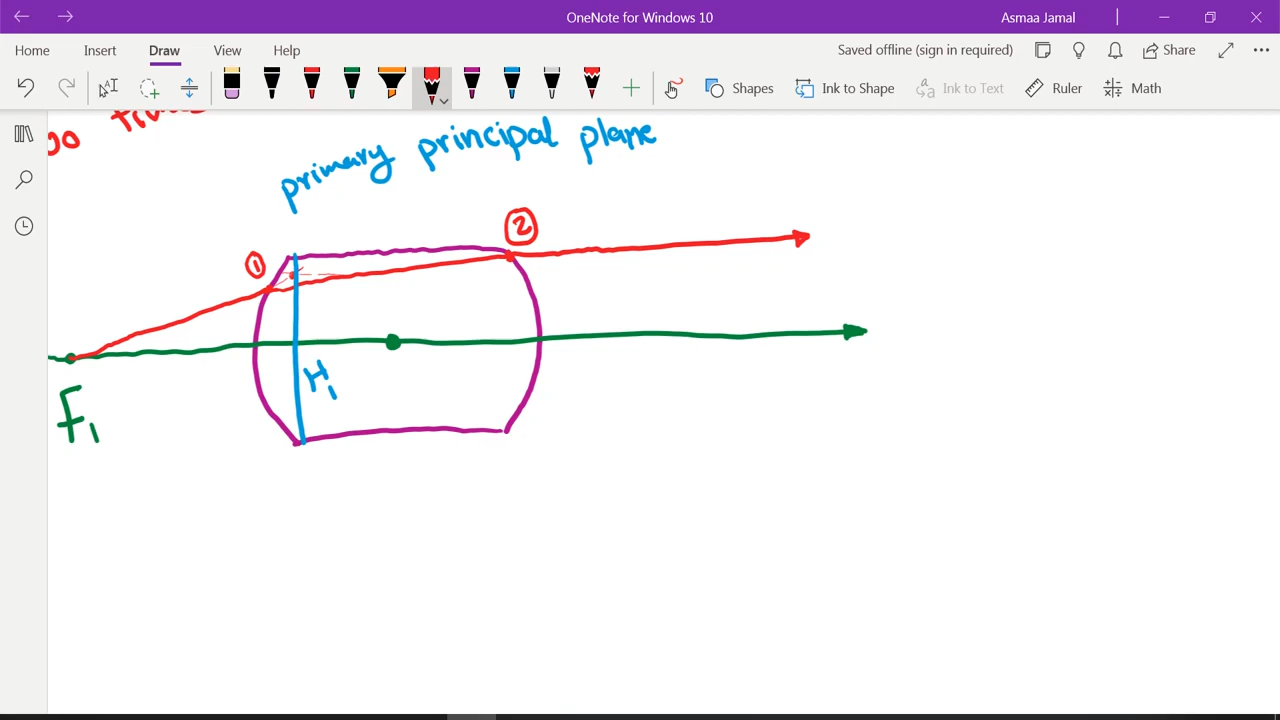 OneNote for Windows 10
Asmaa Jamal
Home Insert Draw View Help
Saved offline (sign in required)
Share
Shapes
Ink to Shape
Ink to Text
Ruler
Math
primary principal plane
1
2
H1
F1